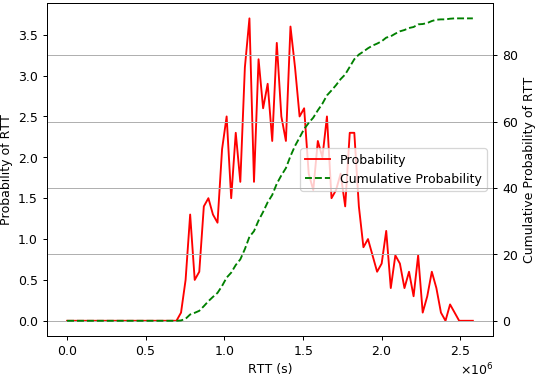 3.5
3.0
2.5
2.0
1.5
1.0
0.5
0.0
Probability of RTT
80
60
40
20
0
Cumulative Probability of RTT
Probability
Cumulative Probability
0.0 0.5 1.0 1.5 2.0 2.5
×10⁶
RTT (s)